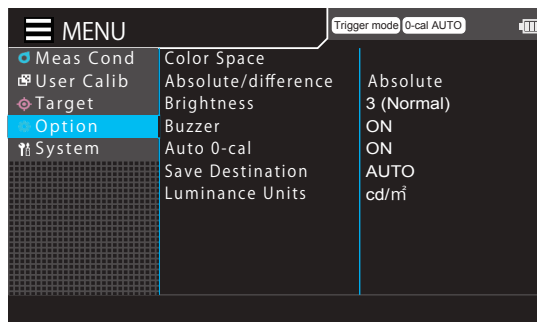 MENU
Trigger mode 0-cal AUTO
Meas Cond
User Calib
Target
Option
System
Color Space
Absolute/difference Absolute
Brightness 3 (Normal)
Buzzer ON
Auto 0-cal ON
Save Destination AUTO
Luminance Units cd/㎡